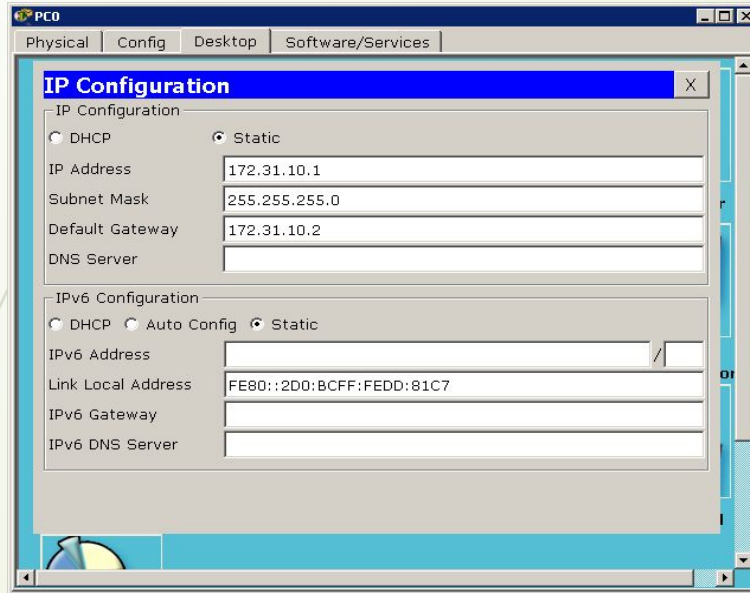 PC0
Physical Config Desktop Software/Services
IP Configuration X
IP Configuration
DHCP Static
IP Address 172.31.10.1
Subnet Mask 255.255.255.0
Default Gateway 172.31.10.2
DNS Server
IPv6 Configuration
DHCP Auto Config Static
IPv6 Address /
Link Local Address FE80::2D0:BCFF:FEDD:81C7
IPv6 Gateway
IPv6 DNS Server